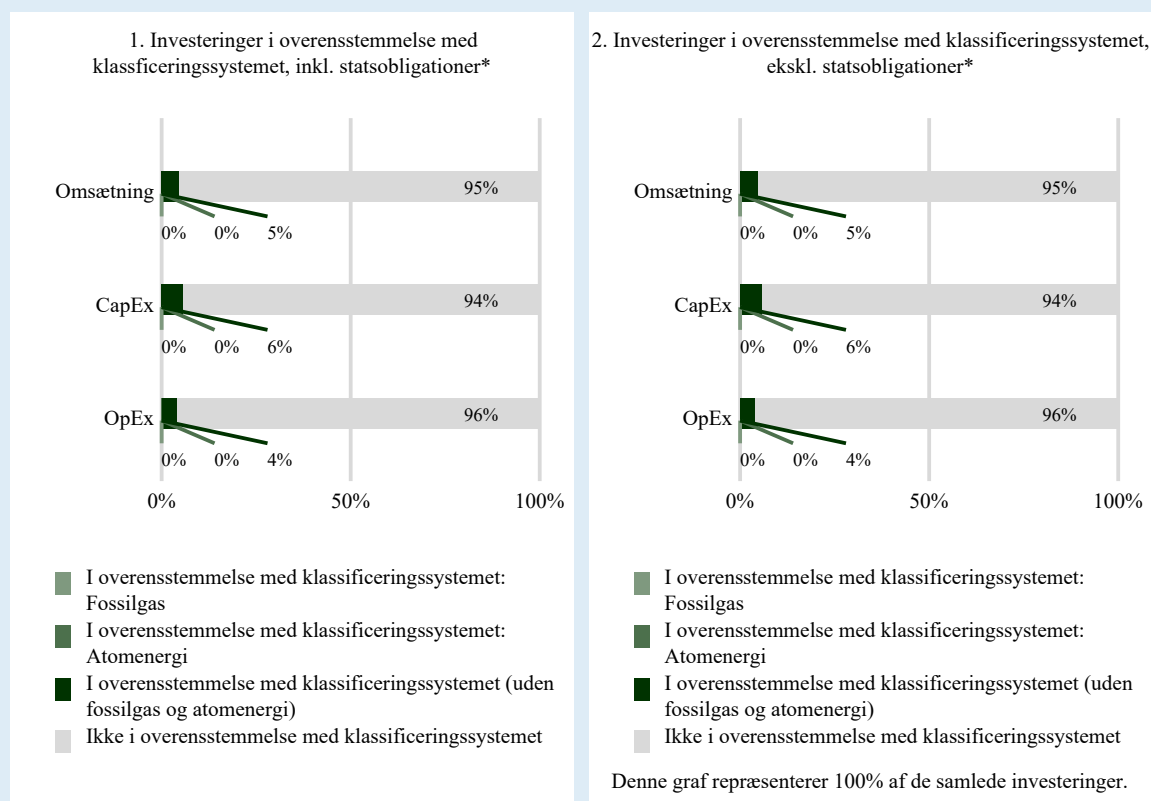 1. Investeringer i overensstemmelse med
klassficeringssystemet, inkl. statsobligationer*
Omsætning
95%
0% 0% 5%
CapEx
94%
0% 0% 6%
OpEx
96%
0% 0% 4%
0% 50% 100%
I overensstemmelse med klassificeringssystemet:
Fossilgas
I overensstemmelse med klassificeringssystemet:
Atomenergi
I overensstemmelse med klassificeringssystemet (uden
fossilgas og atomenergi)
Ikke i overensstemmelse med klassificeringssystemet
2. Investeringer i overensstemmelse med klassificeringssystemet,
ekskl. statsobligationer*
Omsætning
95%
0% 0% 5%
CapEx
94%
0% 0% 6%
OpEx
96%
0% 0% 4%
0% 50% 100%
I overensstemmelse med klassificeringssystemet:
Fossilgas
I overensstemmelse med klassificeringssystemet:
Atomenergi
I overensstemmelse med klassificeringssystemet (uden
fossilgas og atomenergi)
Ikke i overensstemmelse med klassificeringssystemet
Denne graf repræsenterer 100% af de samlede investeringer.